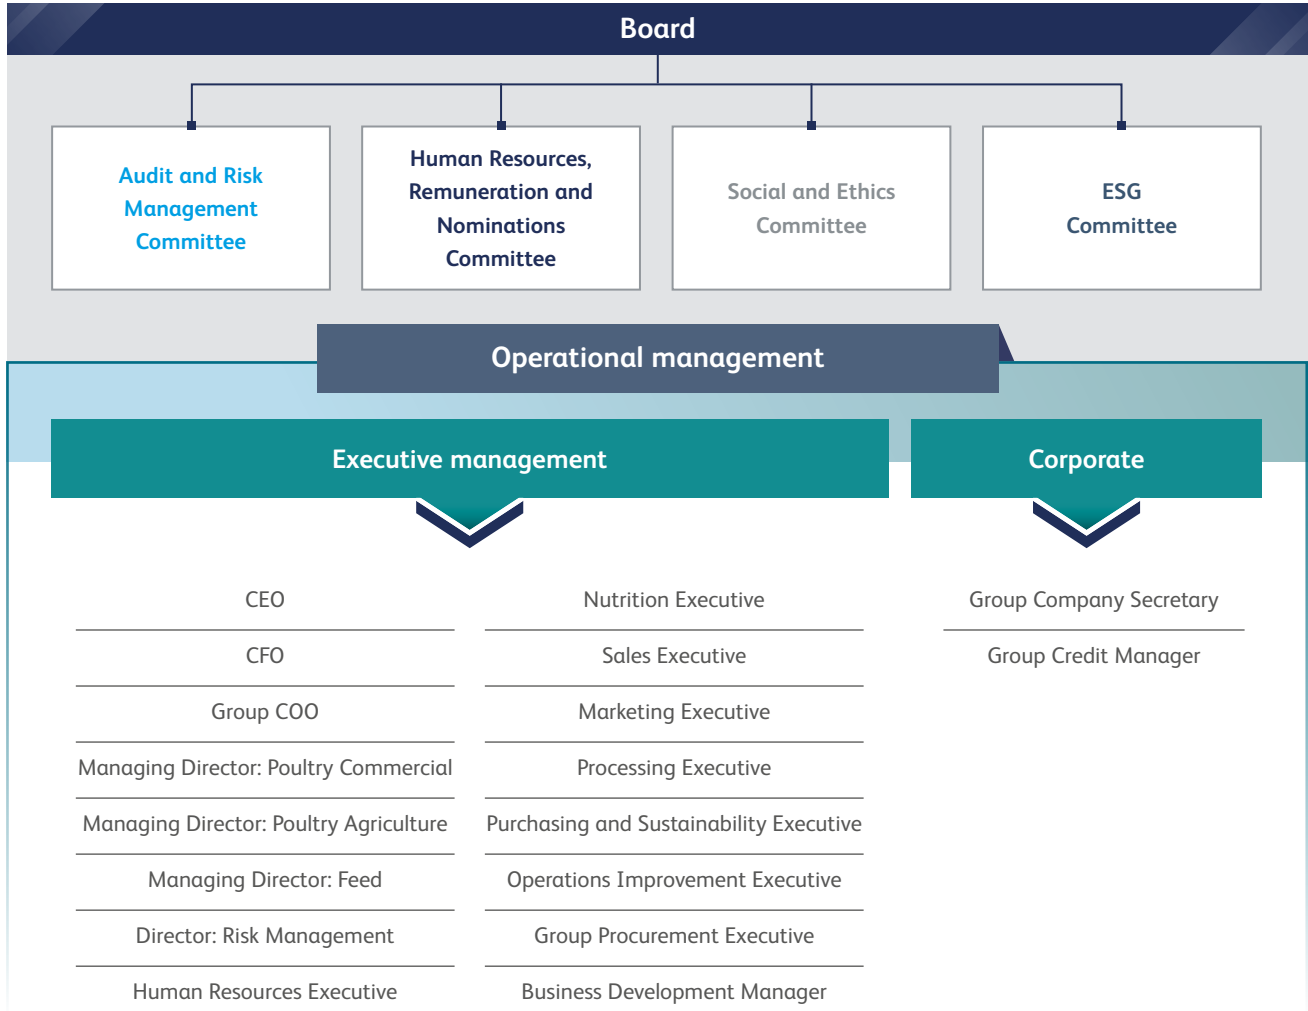 Board
Audit and Risk
Management
Committee
Human Resources,
Remuneration and
Nominations
Committee
Social and Ethics
Committee
ESG
Committee
Operational management
Executive management
CEO
CFO
Group COO
Managing Director: Poultry Commercial
Managing Director: Poultry Agriculture
Managing Director: Feed
Director: Risk Management
Human Resources Executive
Nutrition Executive
Sales Executive
Marketing Executive
Processing Executive
Purchasing and Sustainability Executive
Operations Improvement Executive
Group Procurement Executive
Business Development Manager
Corporate
Group Company Secretary
Group Credit Manager